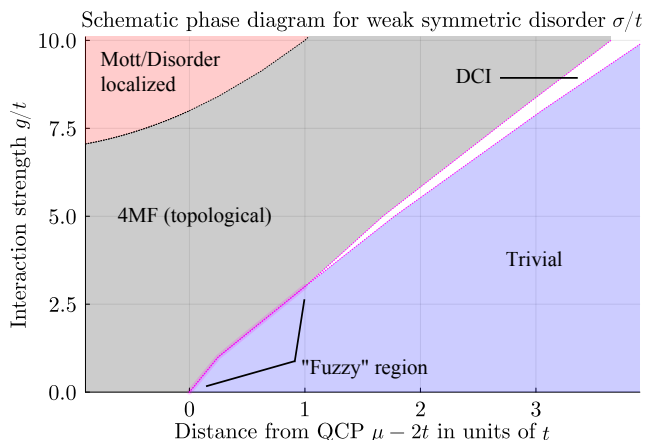 Schematic phase diagram for weak symmetric disorder σ/t
Interaction strength g/t
10.0
7.5
5.0
2.5
0.0
Mott/Disorder
localized
DCI
4MF (topological)
Trivial
"Fuzzy" region
0
1
2
3
Distance from QCP μ − 2t in units of t